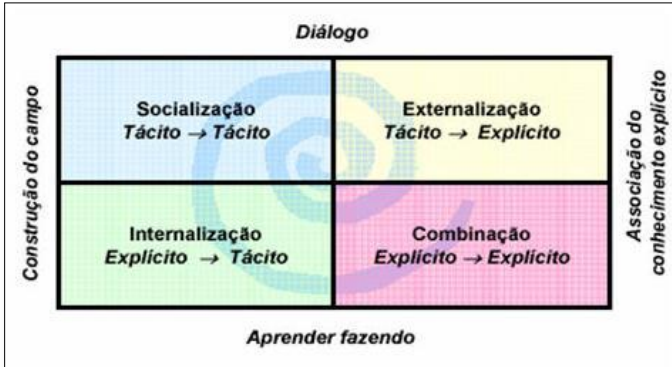 Diálogo
Construção do campo
Socialização
Tácito → Tácito
Externalização
Tácito → Explícito
Internalização
Explícito → Tácito
Combinação
Explícito → Explícito
Associação do
conhecimento explícito
Aprender fazendo